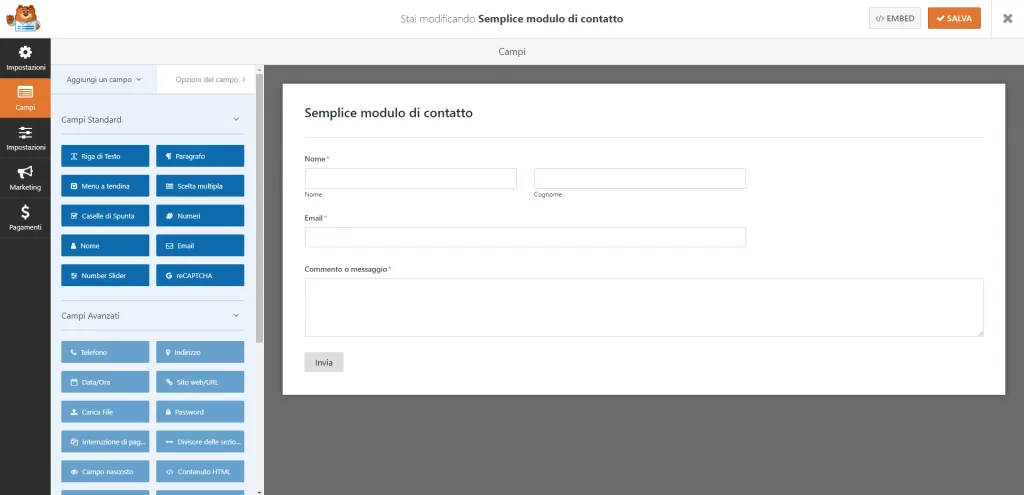 Stai modificando Semplice modulo di contatto
</> EMBED
SALVA
Campi
Impostazioni
Campi
Impostazioni
Marketing
Pagamenti
Aggiungi un campo
Opzioni del campo
Campi Standard
Riga di Testo
Paragrafo
Menu a tendina
Scelta multipla
Caselle di Spunta
Numeri
Nome
Email
Number Slider
reCAPTCHA
Campi Avanzati
Telefono
Indirizzo
Data/Ora
Sito web/URL
Carica File
Password
Interruzione di pag...
Divisore delle sezio...
Campo nascosto
Contenuto HTML
Semplice modulo di contatto
Nome*
Nome
Cognome
Email*
Commento o messaggio*
Invia